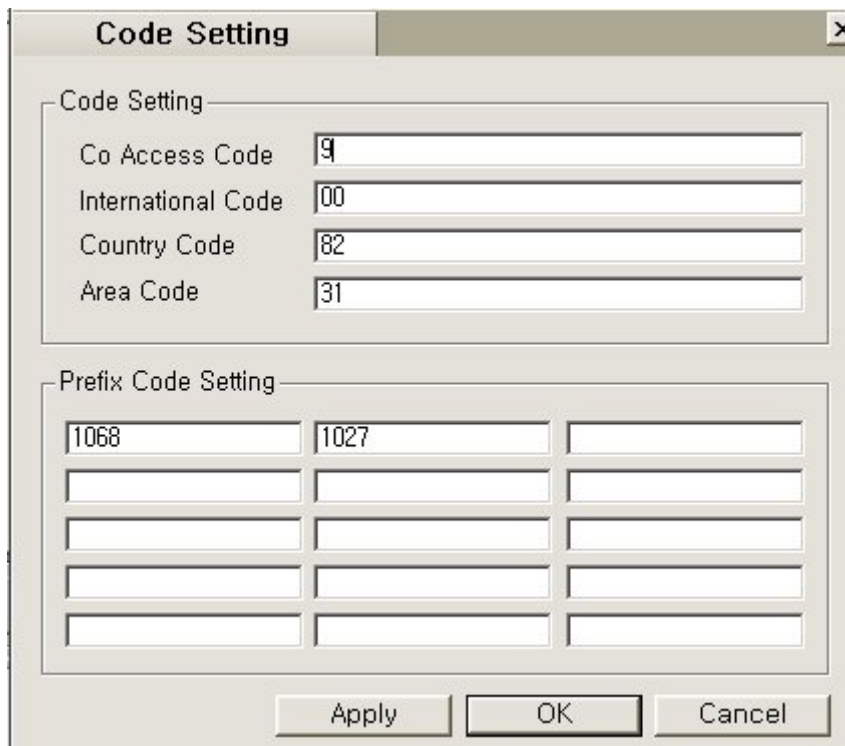 Code Setting
Code Setting
Co Access Code 9
International Code 00
Country Code 82
Area Code 31
Prefix Code Setting
1068 1027
Apply OK Cancel